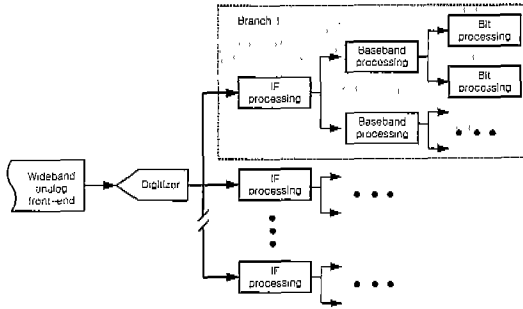 Branch 1
Bit
processing
Baseband
processing
Bit
processing
IF
processing
Baseband
processing
Wideband
analog
front-end
Digitizer
IF
processing
IF
processing